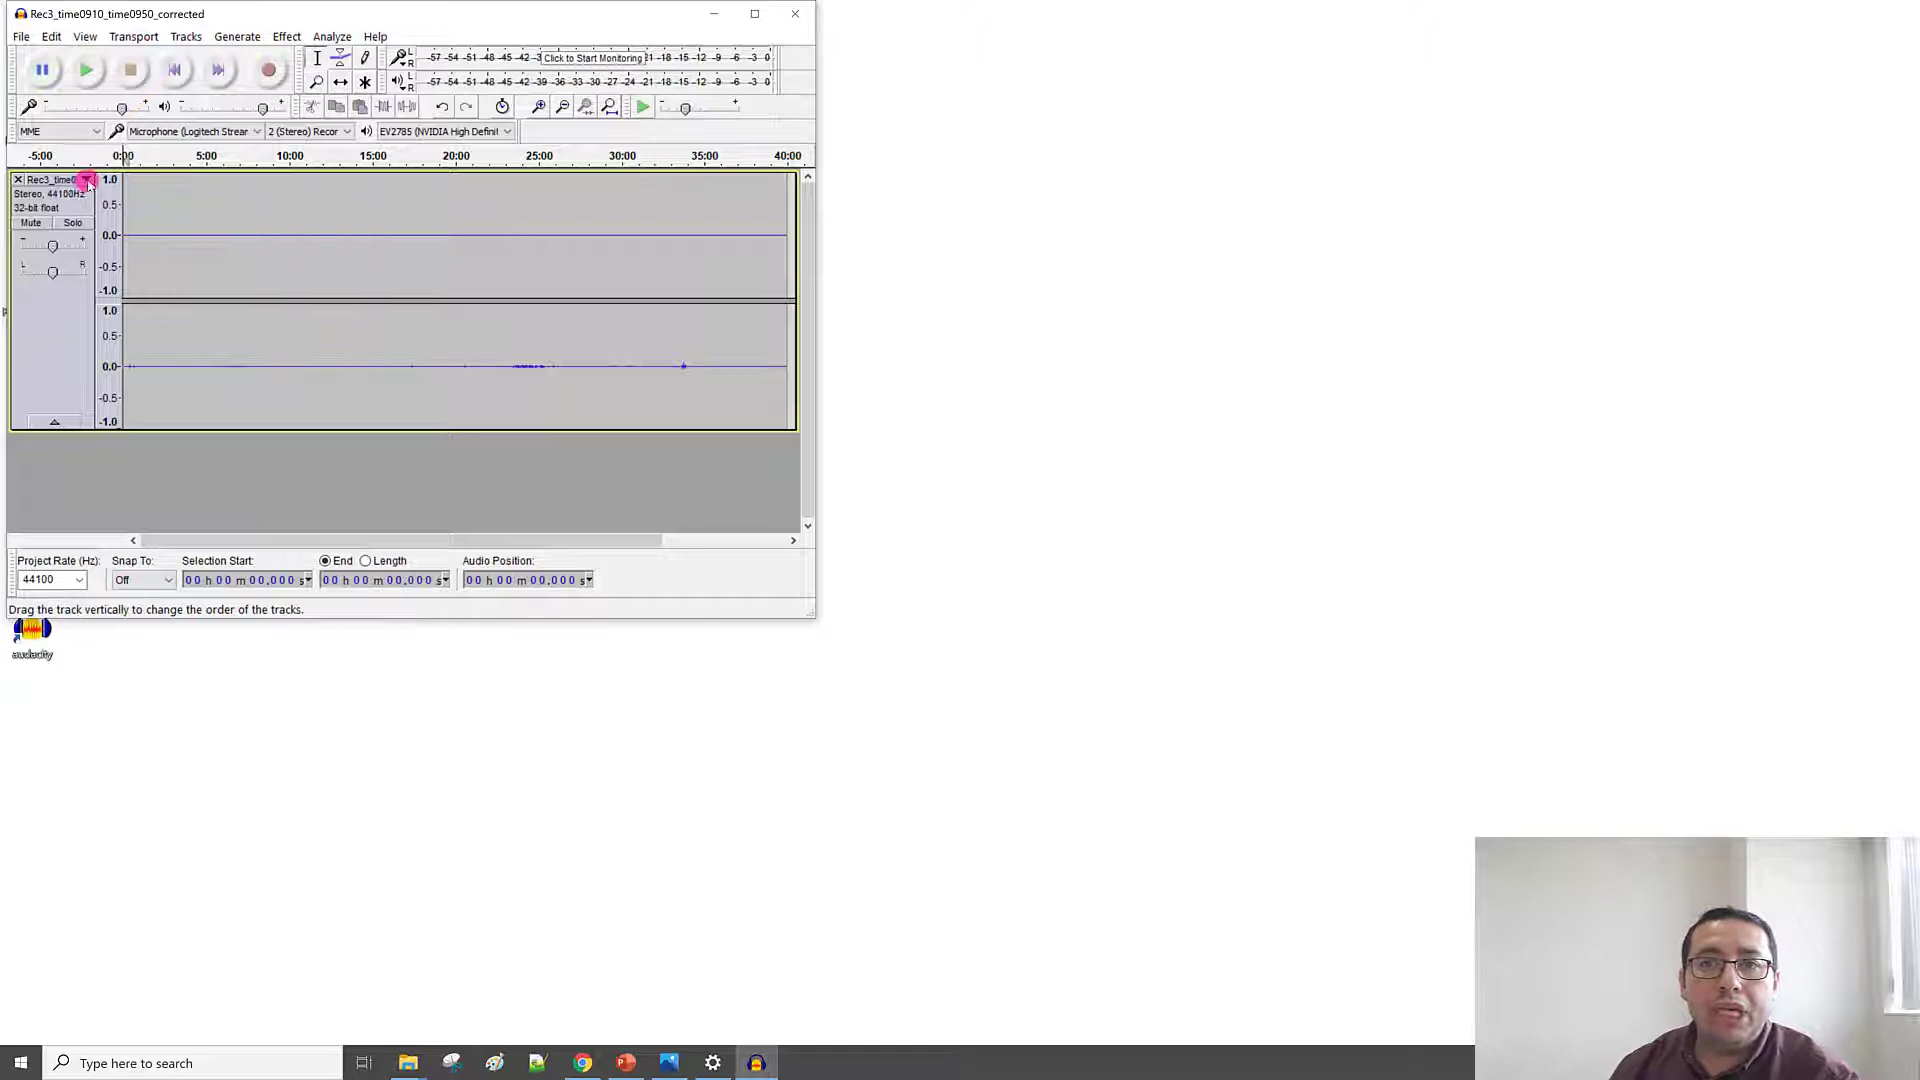 Rec3_time0910_time0950_corrected
File Edit View Transport Tracks Generate Effect Analyze Help
L R -57 -54 -51 -48 -45 -42 -3 Click to Start Monitoring 1 -18 -15 -12 -9 -6 -3 0
L R -57 -54 -51 -48 -45 -42 -39 -36 -33 -30 -27 -24 -21 -18 -15 -12 -9 -6 -3 0
- + - + - +
MME Microphone (Logitech Strear 2 (Stereo) Recor EV2785 (NVIDIA High Definit
-5:00 0:00 5:00 10:00 15:00 20:00 25:00 30:00 35:00 40:00
Rec3_time0 1.0
Stereo, 44100Hz
32-bit float 0.5
Mute Solo
- + 0.0
L R
-0.5
-1.0
1.0
0.5
0.0
-0.5
-1.0
Project Rate (Hz): Snap To: Selection Start: End Length Audio Position:
44100 Off 00 h 00 m 00.000 s 00 h 00 m 00.000 s 00 h 00 m 00.000 s
Drag the track vertically to change the order of the tracks.
audacity
Type here to search